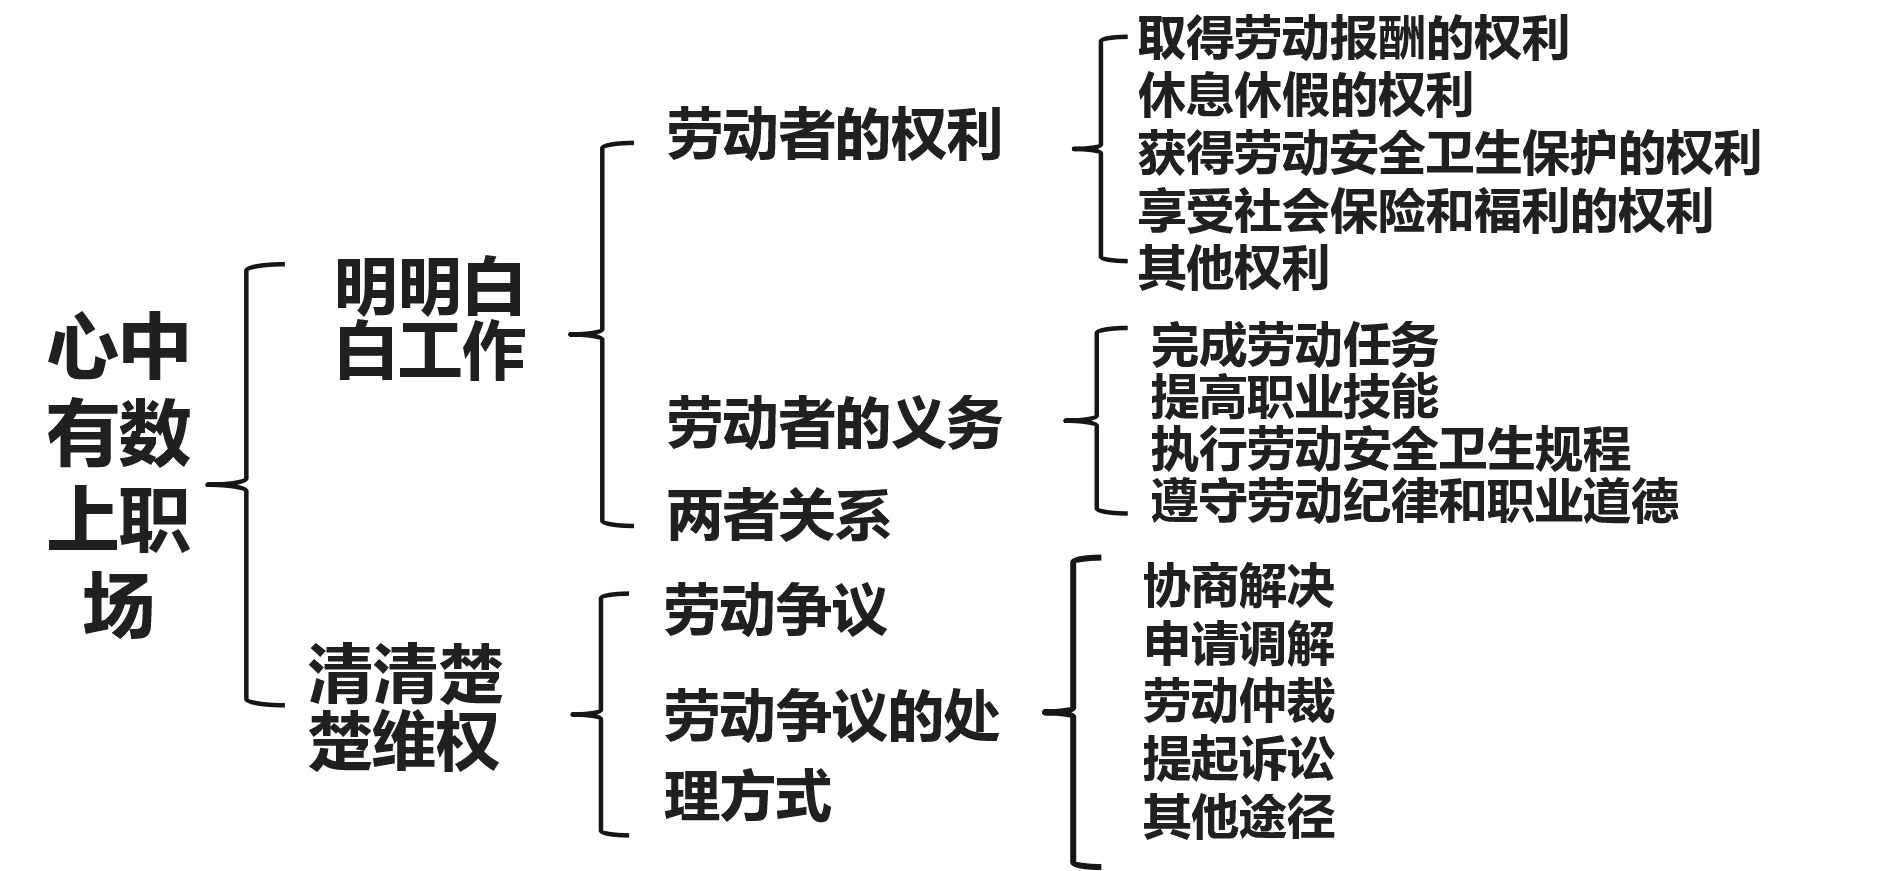 心中
有数
上职
场
明明白
白工作
劳动者的权利
取得劳动报酬的权利
休息休假的权利
获得劳动安全卫生保护的权利
享受社会保险和福利的权利
其他权利
劳动者的义务
完成劳动任务
提高职业技能
执行劳动安全卫生规程
遵守劳动纪律和职业道德
两者关系
清清楚
楚维权
劳动争议
劳动争议的处
理方式
协商解决
申请调解
劳动仲裁
提起诉讼
其他途径